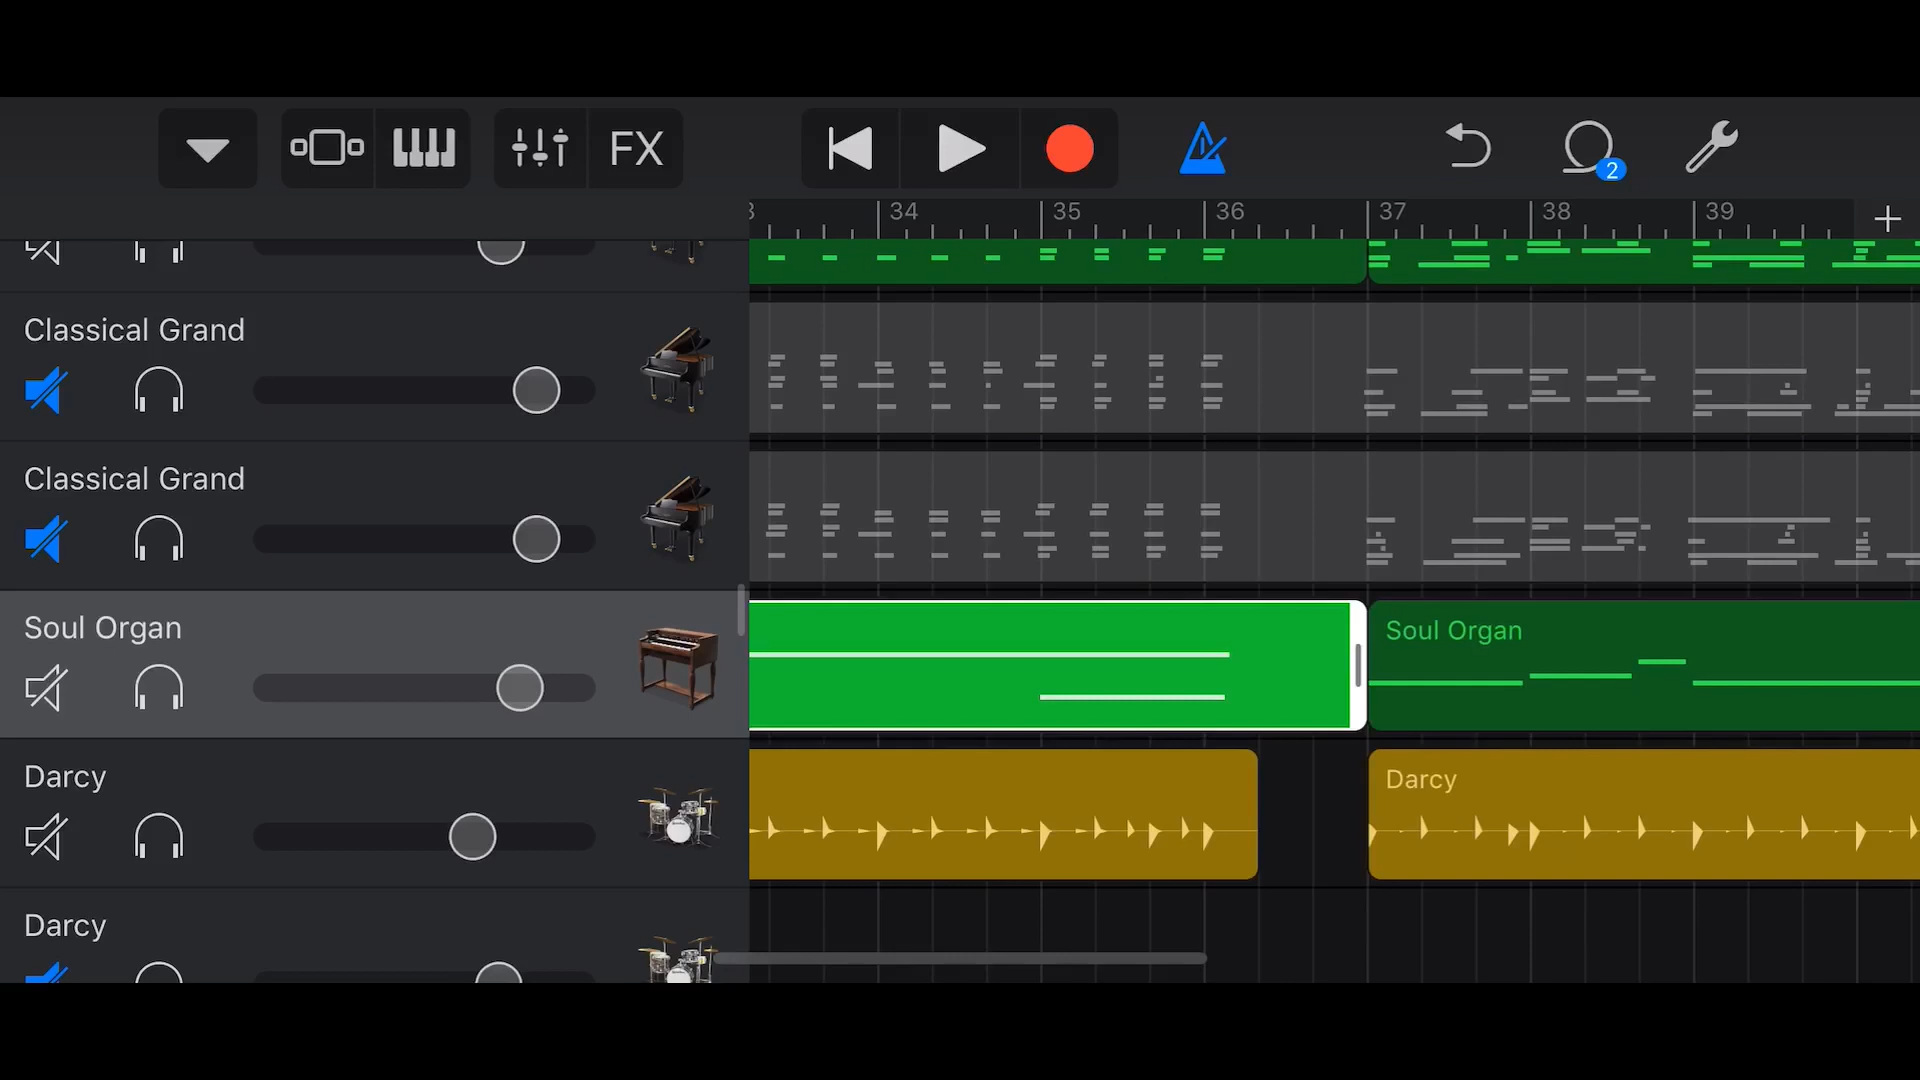 FX
2
34 35 36 37 38 39
Classical Grand
Classical Grand
Soul Organ
Soul Organ
Darcy
Darcy
Darcy